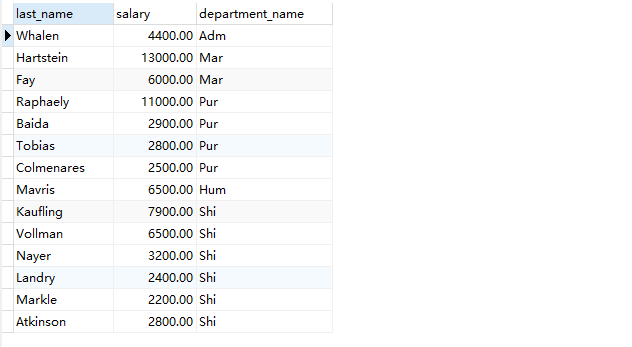 last_name salary department_name
Whalen 4400.00 Adm
Hartstein 13000.00 Mar
Fay 6000.00 Mar
Raphaely 11000.00 Pur
Baida 2900.00 Pur
Tobias 2800.00 Pur
Colmenares 2500.00 Pur
Mavris 6500.00 Hum
Kaufling 7900.00 Shi
Vollman 6500.00 Shi
Nayer 3200.00 Shi
Landry 2400.00 Shi
Markle 2200.00 Shi
Atkinson 2800.00 Shi